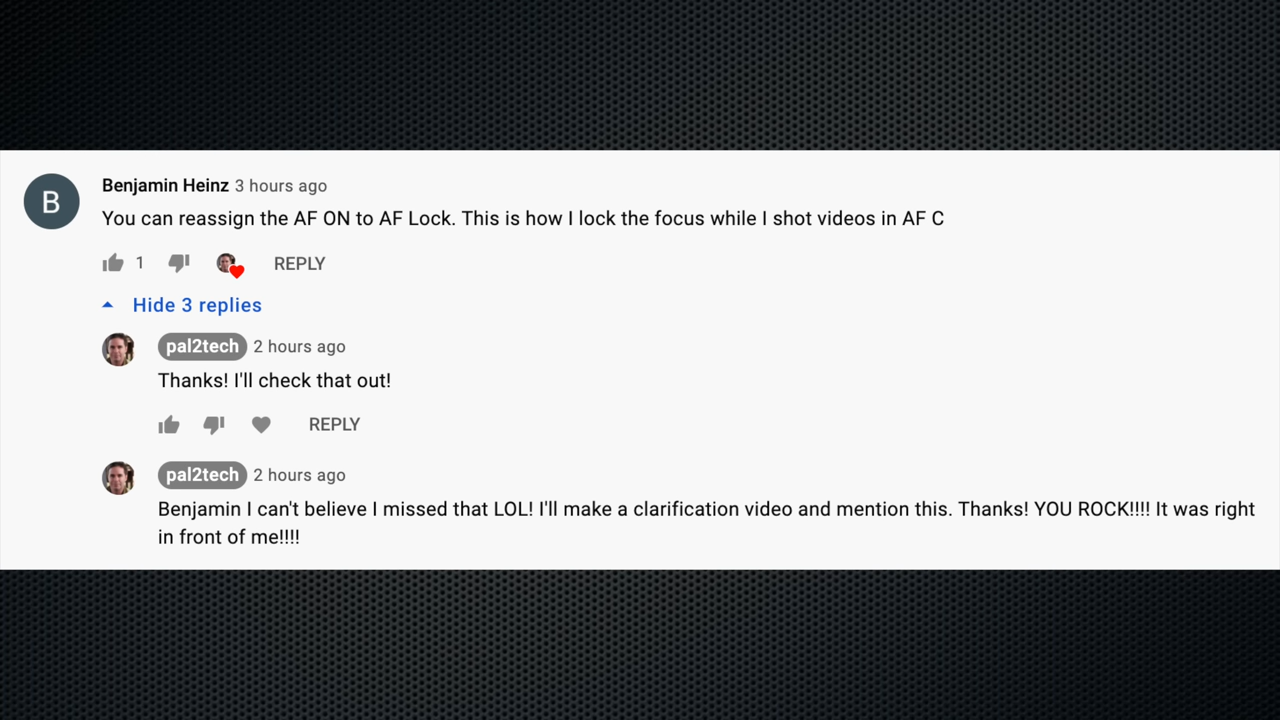 B
Benjamin Heinz 3 hours ago
You can reassign the AF ON to AF Lock. This is how I lock the focus while I shot videos in AF C
1 REPLY
Hide 3 replies
pal2tech 2 hours ago
Thanks! I'll check that out!
REPLY
pal2tech 2 hours ago
Benjamin I can't believe I missed that LOL! I'll make a clarification video and mention this. Thanks! YOU ROCK!!!! It was right
in front of me!!!!